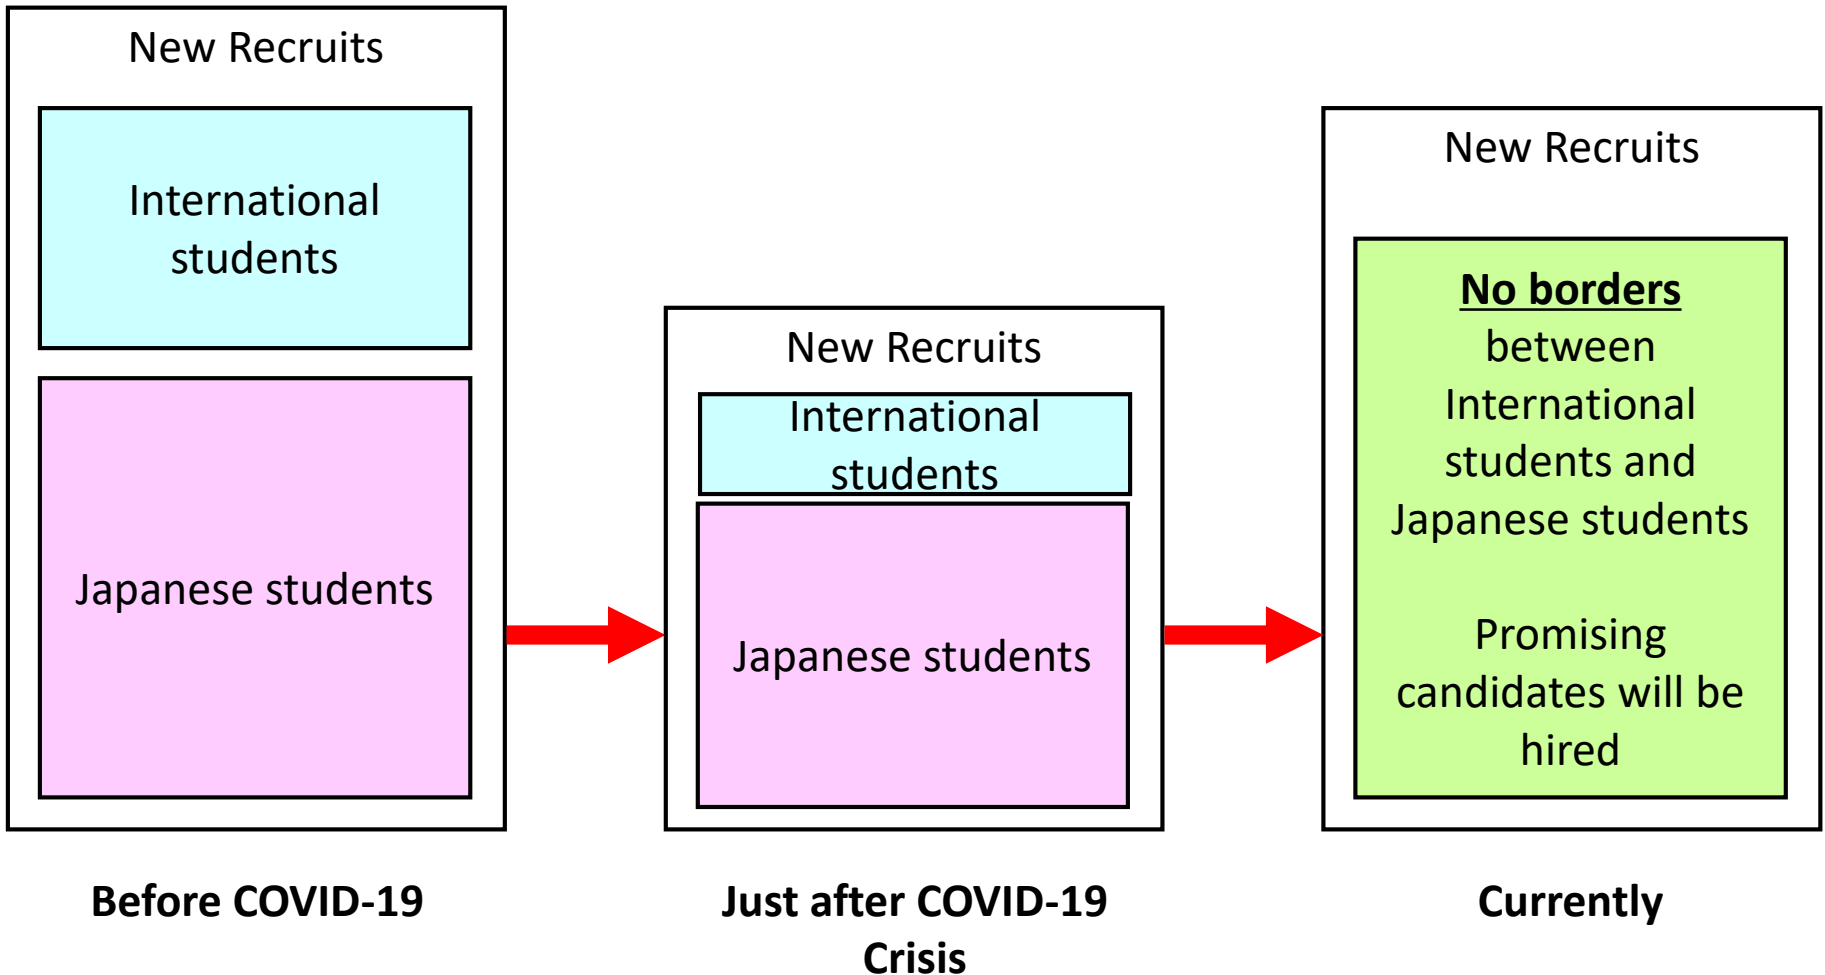 New Recruits
International
students
Japanese students
Before COVID-19
New Recruits
International
students
Japanese students
Just after COVID-19
Crisis
New Recruits
No borders
between
International
students and
Japanese students
Promising
candidates will be
hired
Currently